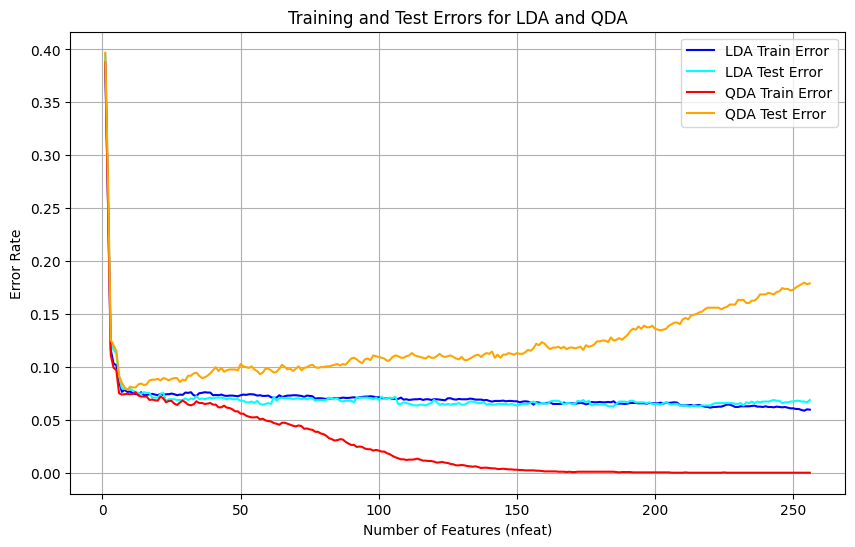 Training and Test Errors for LDA and QDA
LDA Train Error
LDA Test Error
QDA Train Error
QDA Test Error
Error Rate
0.40
0.35
0.30
0.25
0.20
0.15
0.10
0.05
0.00
0
50
100
150
200
250
Number of Features (nfeat)